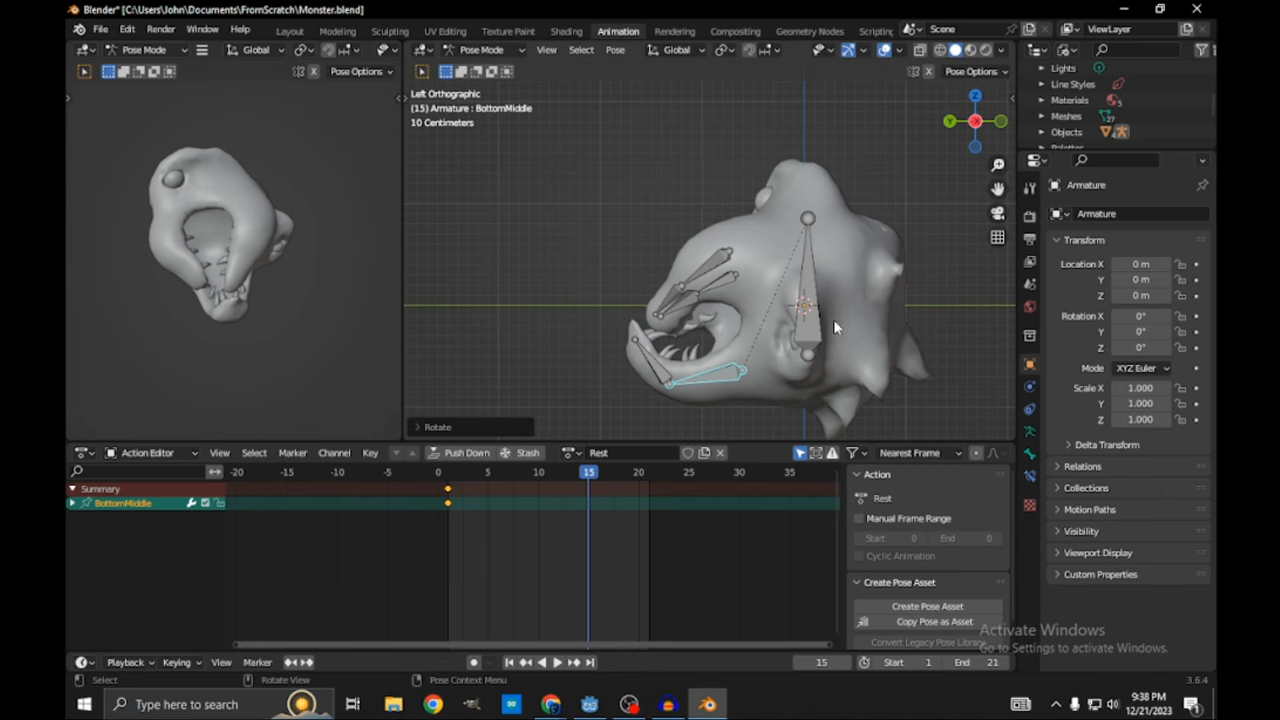 Blender* [C:\Users\John\Documents\FromScratch\Monster.blend]
File Edit Render Window Help Layout Modeling Sculpting UV Editing Texture Paint Shading Animation Rendering Compositing Geometry Nodes Scripting Scene ViewLayer
Pose Mode Global Pose Mode View Select Pose Global
X Pose Options X Pose Options
Left Orthographic
(15) Armature : BottomMiddle
10 Centimeters
Z
Y X
Rotate
Lights
Line Styles
Materials 5
Meshes 27
Objects
Armature
Armature
Transform
Location X 0 m
Y 0 m
Z 0 m
Rotation X 0°
Y 0°
Z 0°
Mode XYZ Euler
Scale X 1.000
Y 1.000
Z 1.000
Delta Transform
Relations
Collections
Motion Paths
Visibility
Viewport Display
Custom Properties
Action Editor View Select Marker Channel Key Push Down Stash Rest Nearest Frame
-20 -15 -10 -5 0 5 10 15 20 25 30 35
Summary
BottomMiddle
Action
Rest
Manual Frame Range
Start 0 End 0
Cyclic Animation
Create Pose Asset
Create Pose Asset
Copy Pose as Asset
Convert Legacy Pose Library
Activate Windows
Go to Settings to activate Windows.
Playback Keying View Marker 15 Start 1 End 21
Select Rotate View Pose Context Menu 3.6.4
Type here to search
9:38 PM
12/21/2023
1